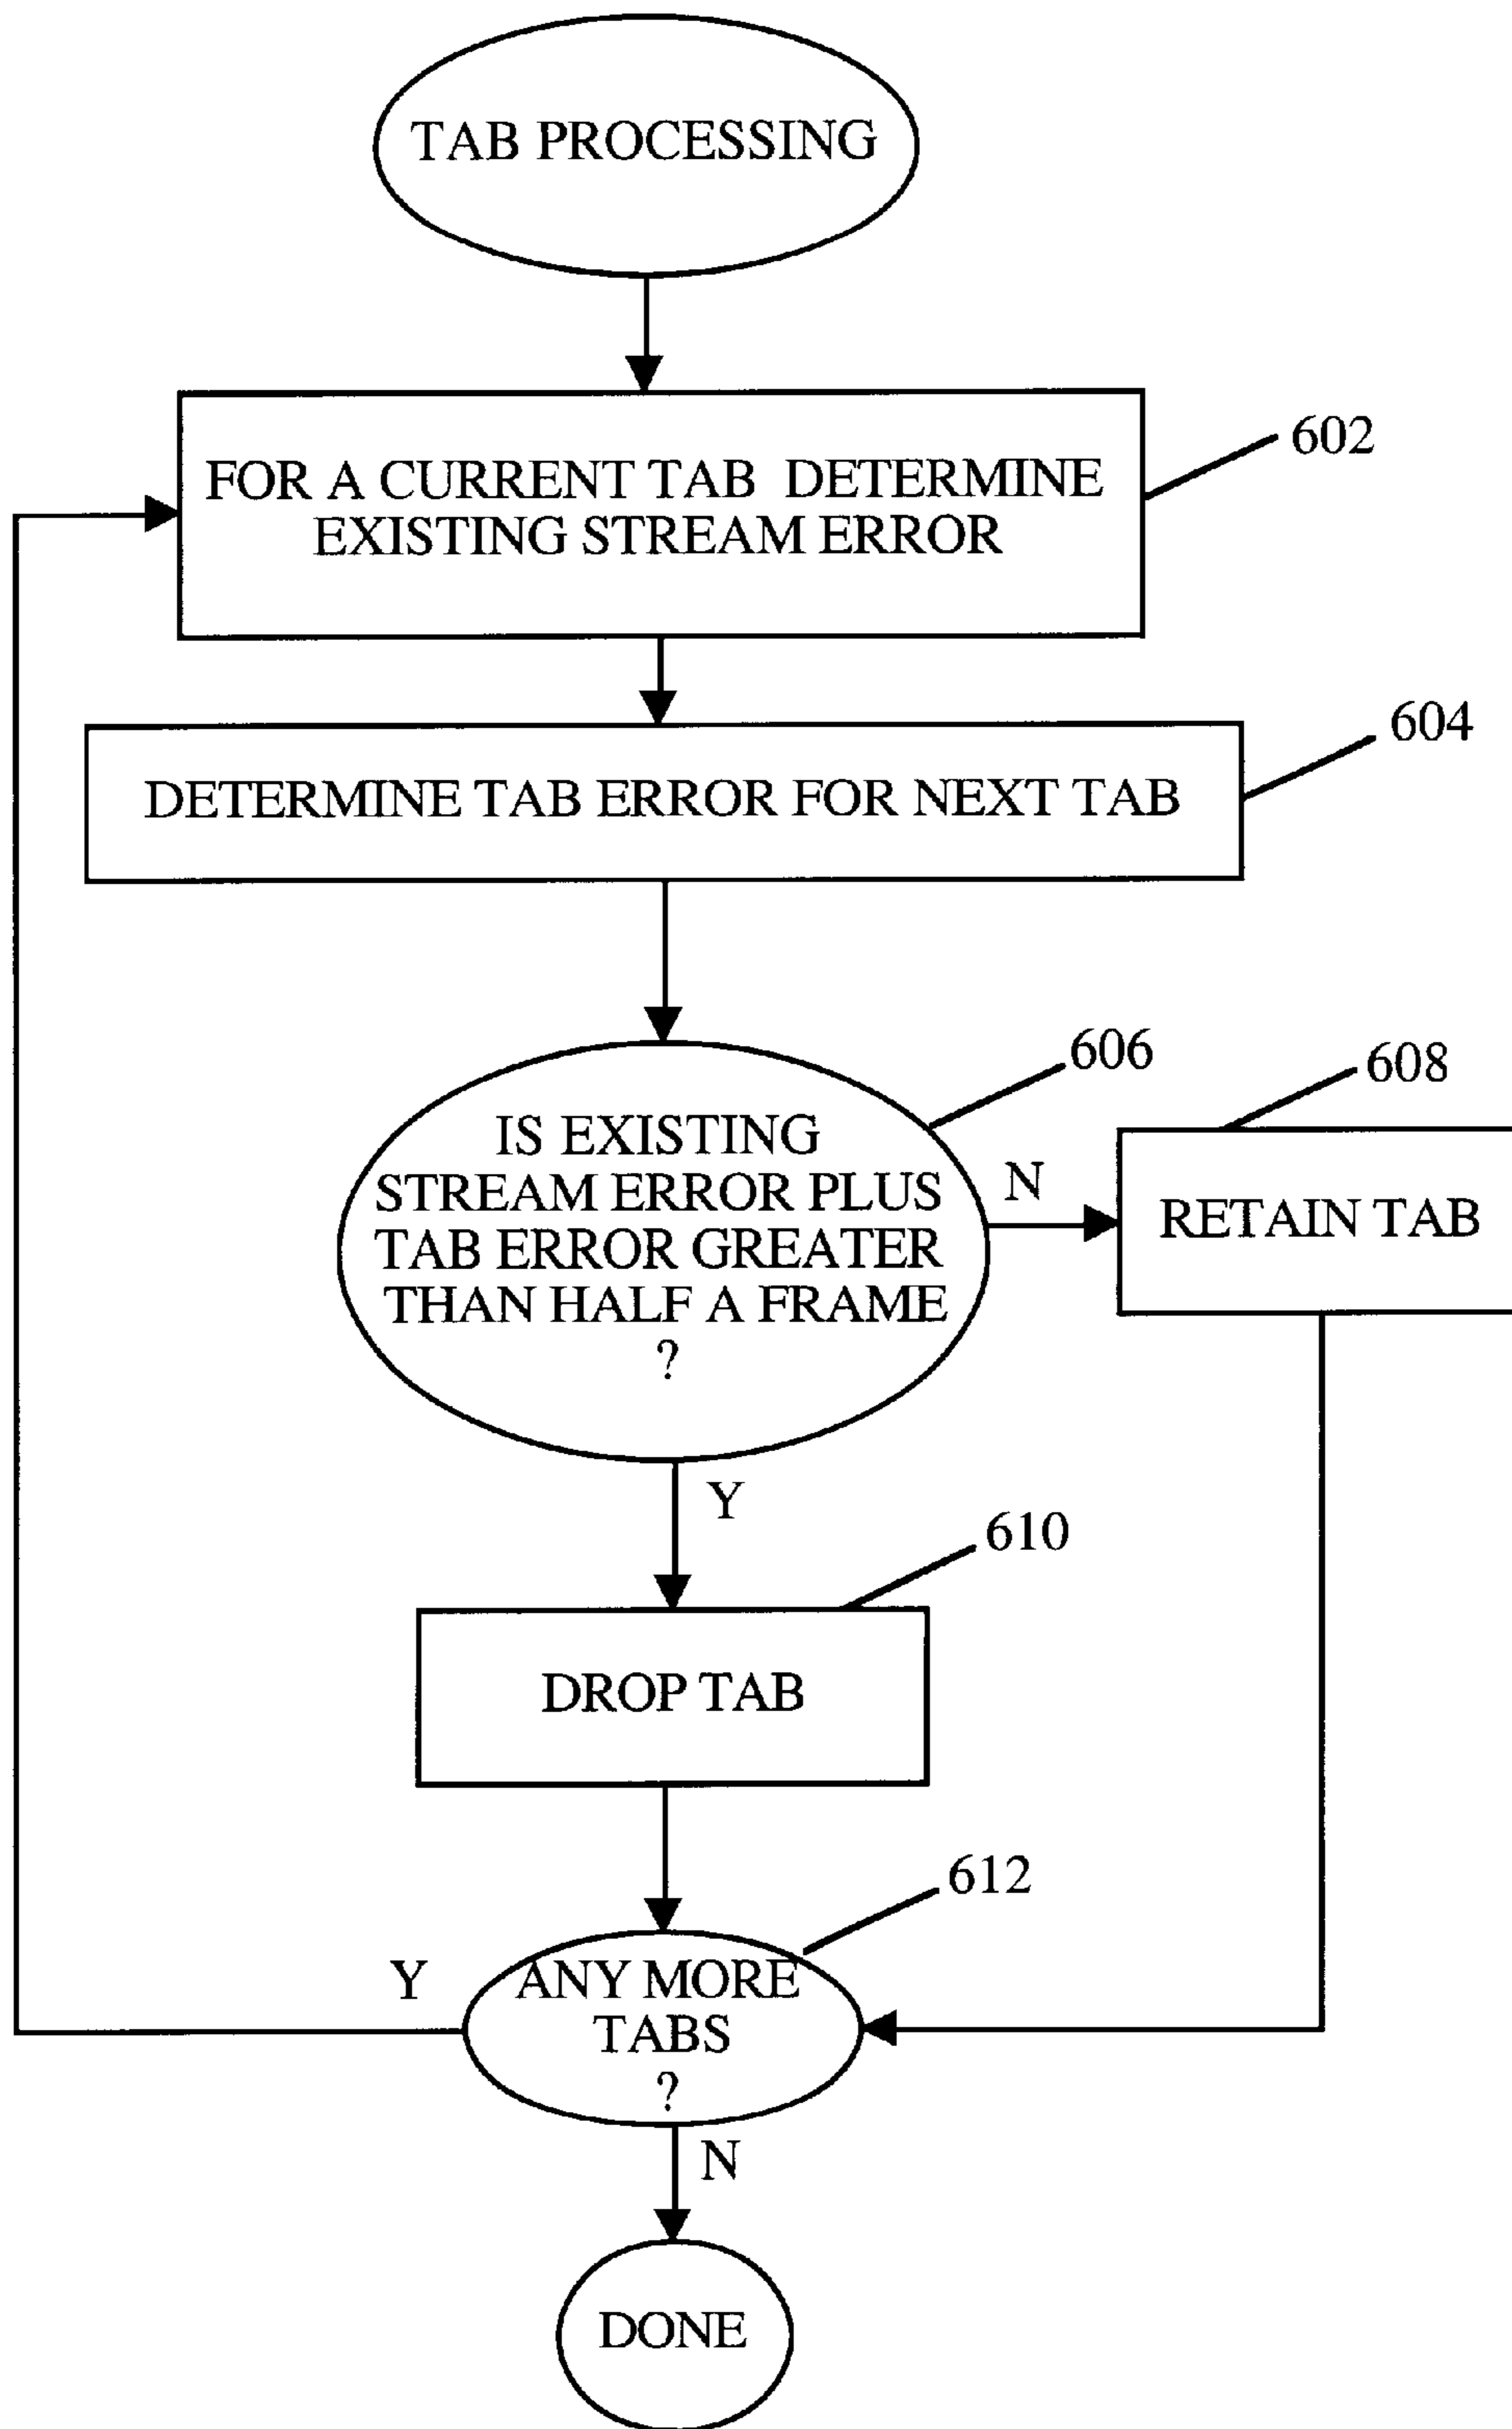 TAB PROCESSING
602
FOR A CURRENT TAB DETERMINE
EXISTING STREAM ERROR
604
DETERMINE TAB ERROR FOR NEXT TAB
606
608
IS EXISTING
STREAM ERROR PLUS
TAB ERROR GREATER
THAN HALF A FRAME
?
N
RETAIN TAB
Y
610
DROP TAB
612
Y
ANY MORE
TABS
?
N
DONE